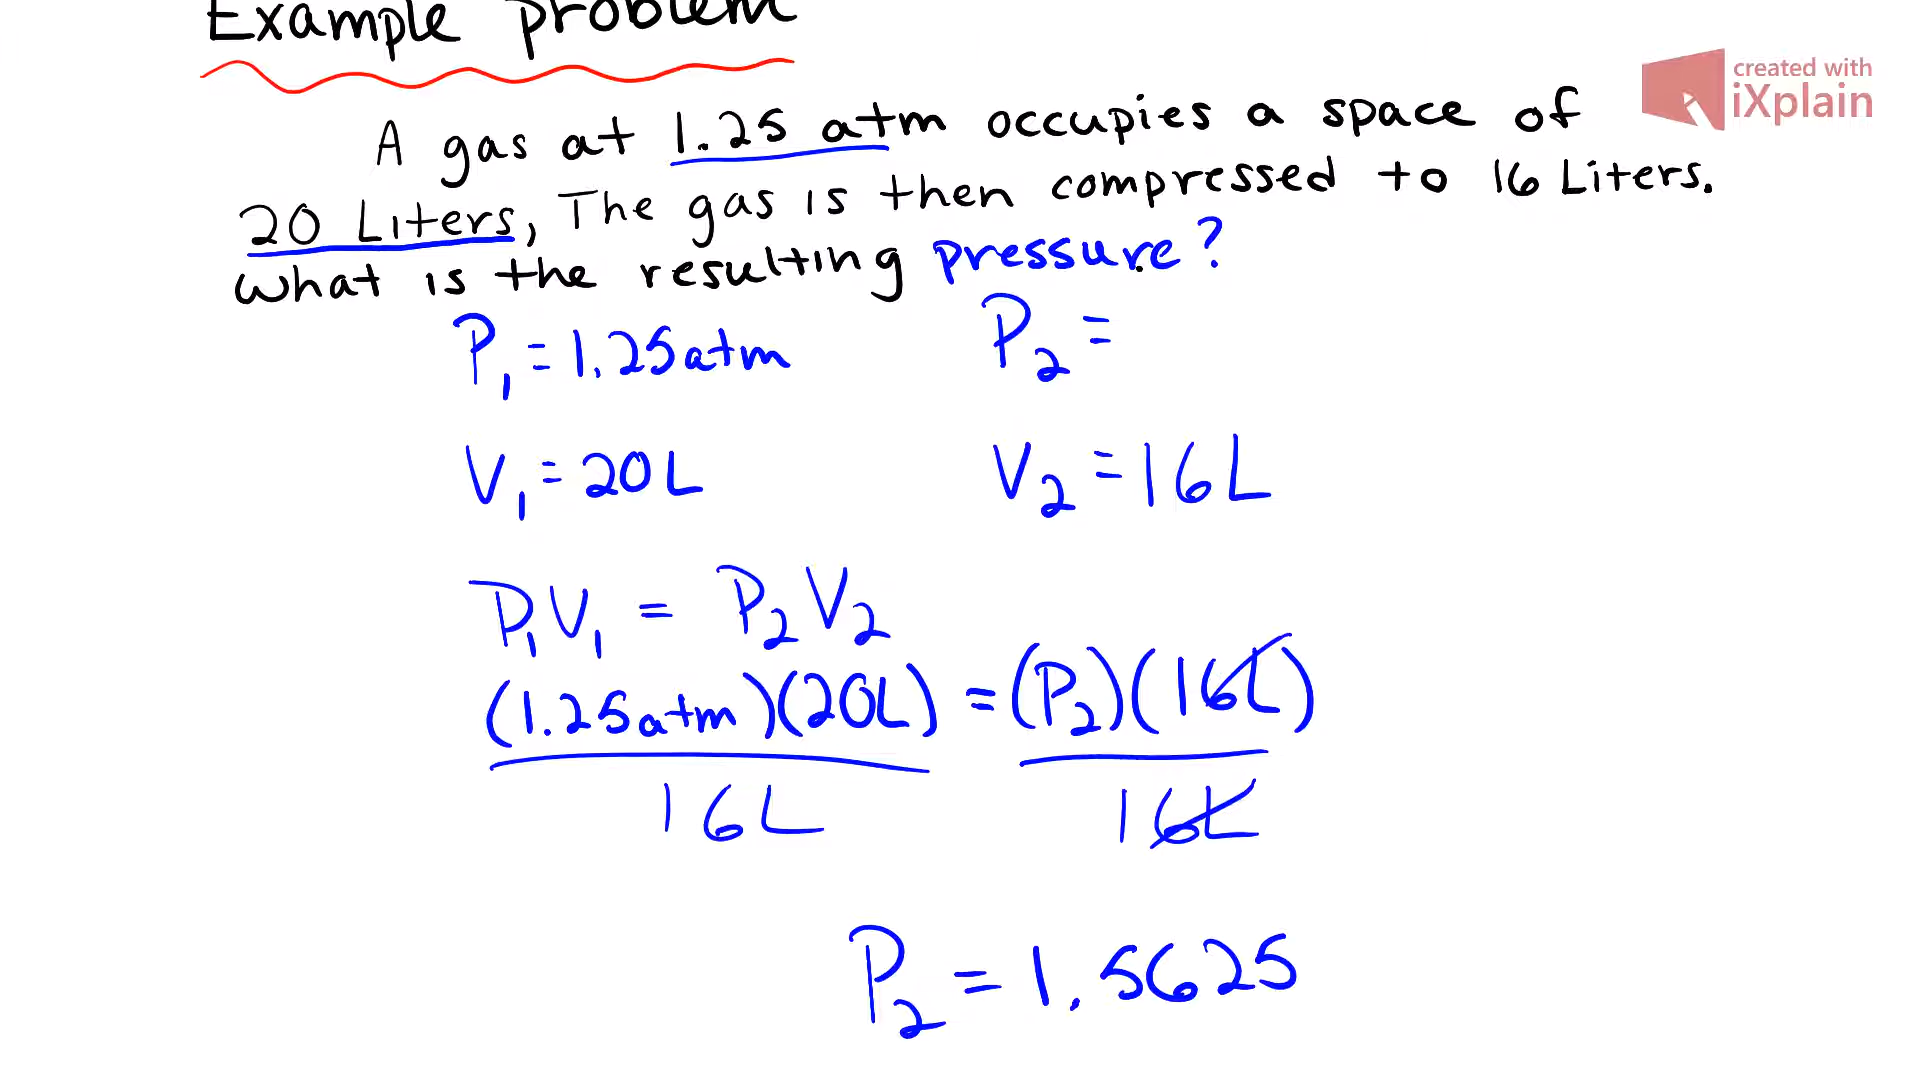 Example problem
created with
iXplain
A gas at 1.25 atm occupies a space of
20 Liters, The gas is then compressed to 16 Liters.
what is the resulting pressure?
P₁ = 1.25atm P₂ =
V₁ = 20L V₂ = 16L
P₁V₁ = P₂V₂
(1.25atm)(20L) = (P₂)(16L)
16L 16L
P₂ = 1.5625